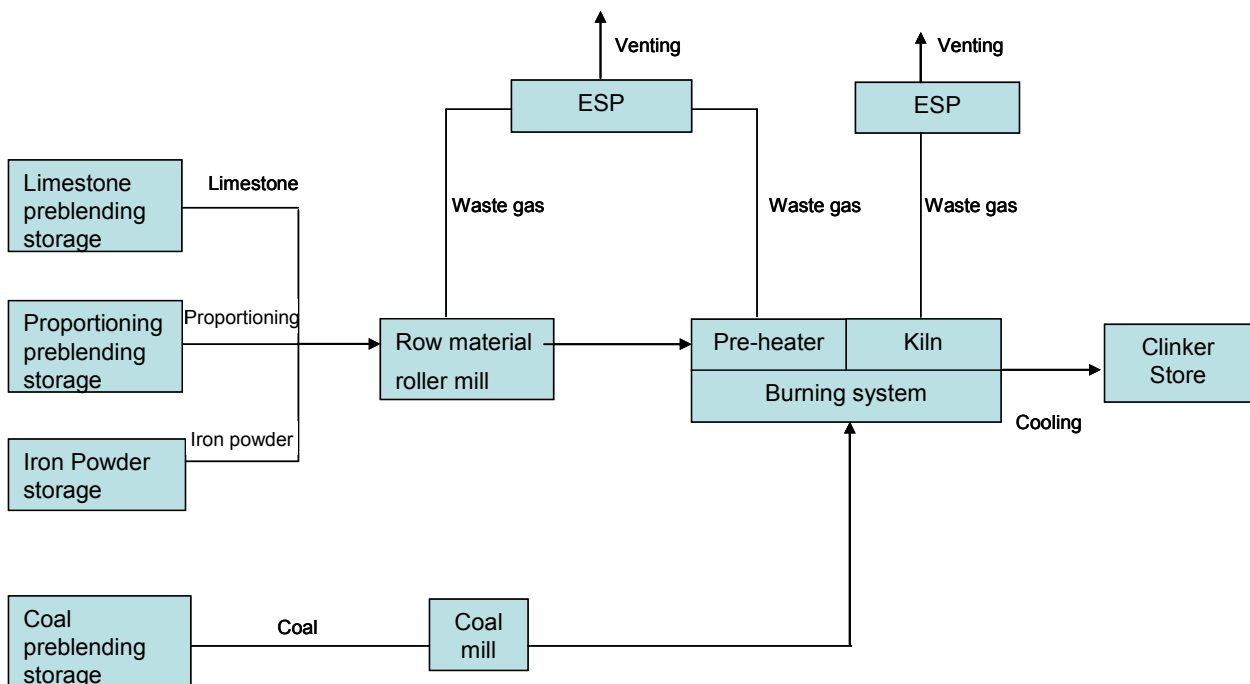 Venting
Venting
ESP
ESP
Limestone
preblending
storage
Limestone
Waste gas
Waste gas
Waste gas
Proportioning
preblending
storage
Proportioning
Row material
roller mill
Pre-heater
Kiln
Burning system
Clinker
Store
Cooling
Iron powder
Iron Powder
storage
Coal
preblending
storage
Coal
Coal
mill